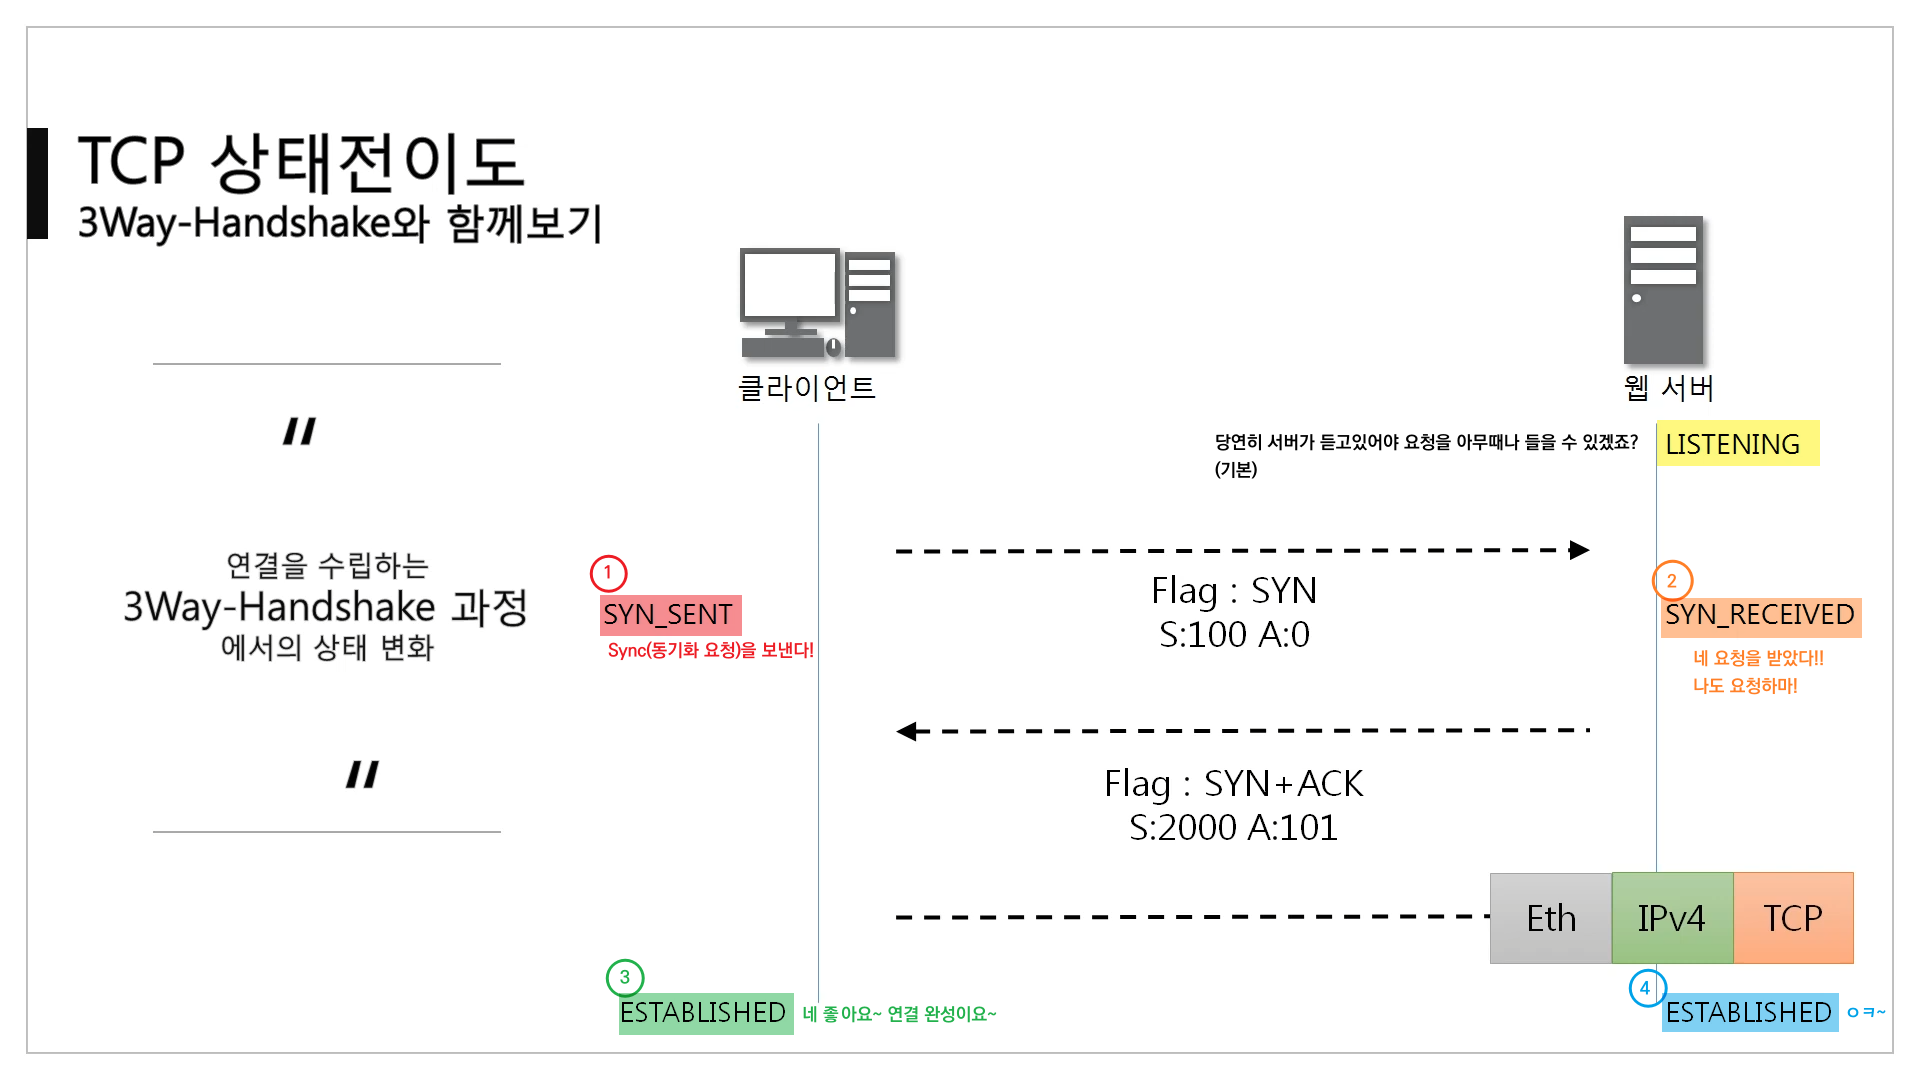 TCP 상태전이도
3Way-Handshake와 함께보기
"
연결을 수립하는
3Way-Handshake 과정
에서의 상태 변화
"
클라이언트
웹 서버
당연히 서버가 듣고있어야 요청을 아무때나 들을 수 있겠죠?
(기본)
LISTENING
1
SYN_SENT
Sync(동기화 요청)을 보낸다!
Flag : SYN
S:100 A:0
2
SYN_RECEIVED
네 요청을 받았다!!
나도 요청하마!
Flag : SYN+ACK
S:2000 A:101
Eth
IPv4
TCP
3
ESTABLISHED
네 좋아요~ 연결 완성이요~
4
ESTABLISHED
ㅇㅋ~